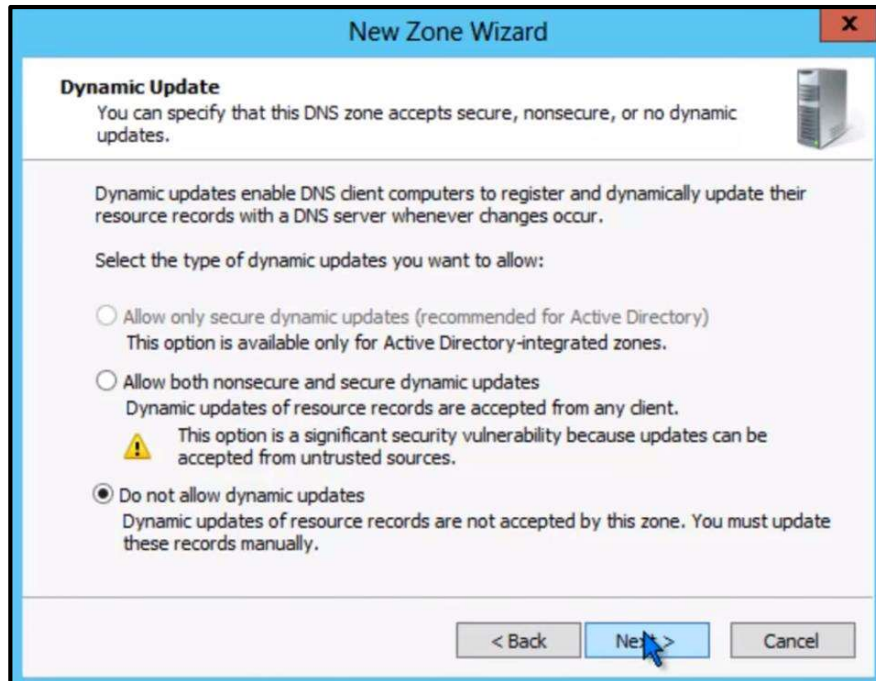 New Zone Wizard
x
Dynamic Update
You can specify that this DNS zone accepts secure, nonsecure, or no dynamic
updates.
Dynamic updates enable DNS client computers to register and dynamically update their
resource records with a DNS server whenever changes occur.
Select the type of dynamic updates you want to allow:
Allow only secure dynamic updates (recommended for Active Directory)
This option is available only for Active Directory-integrated zones.
Allow both nonsecure and secure dynamic updates
Dynamic updates of resource records are accepted from any client.
This option is a significant security vulnerability because updates can be
accepted from untrusted sources.
Do not allow dynamic updates
Dynamic updates of resource records are not accepted by this zone. You must update
these records manually.
< Back Next > Cancel